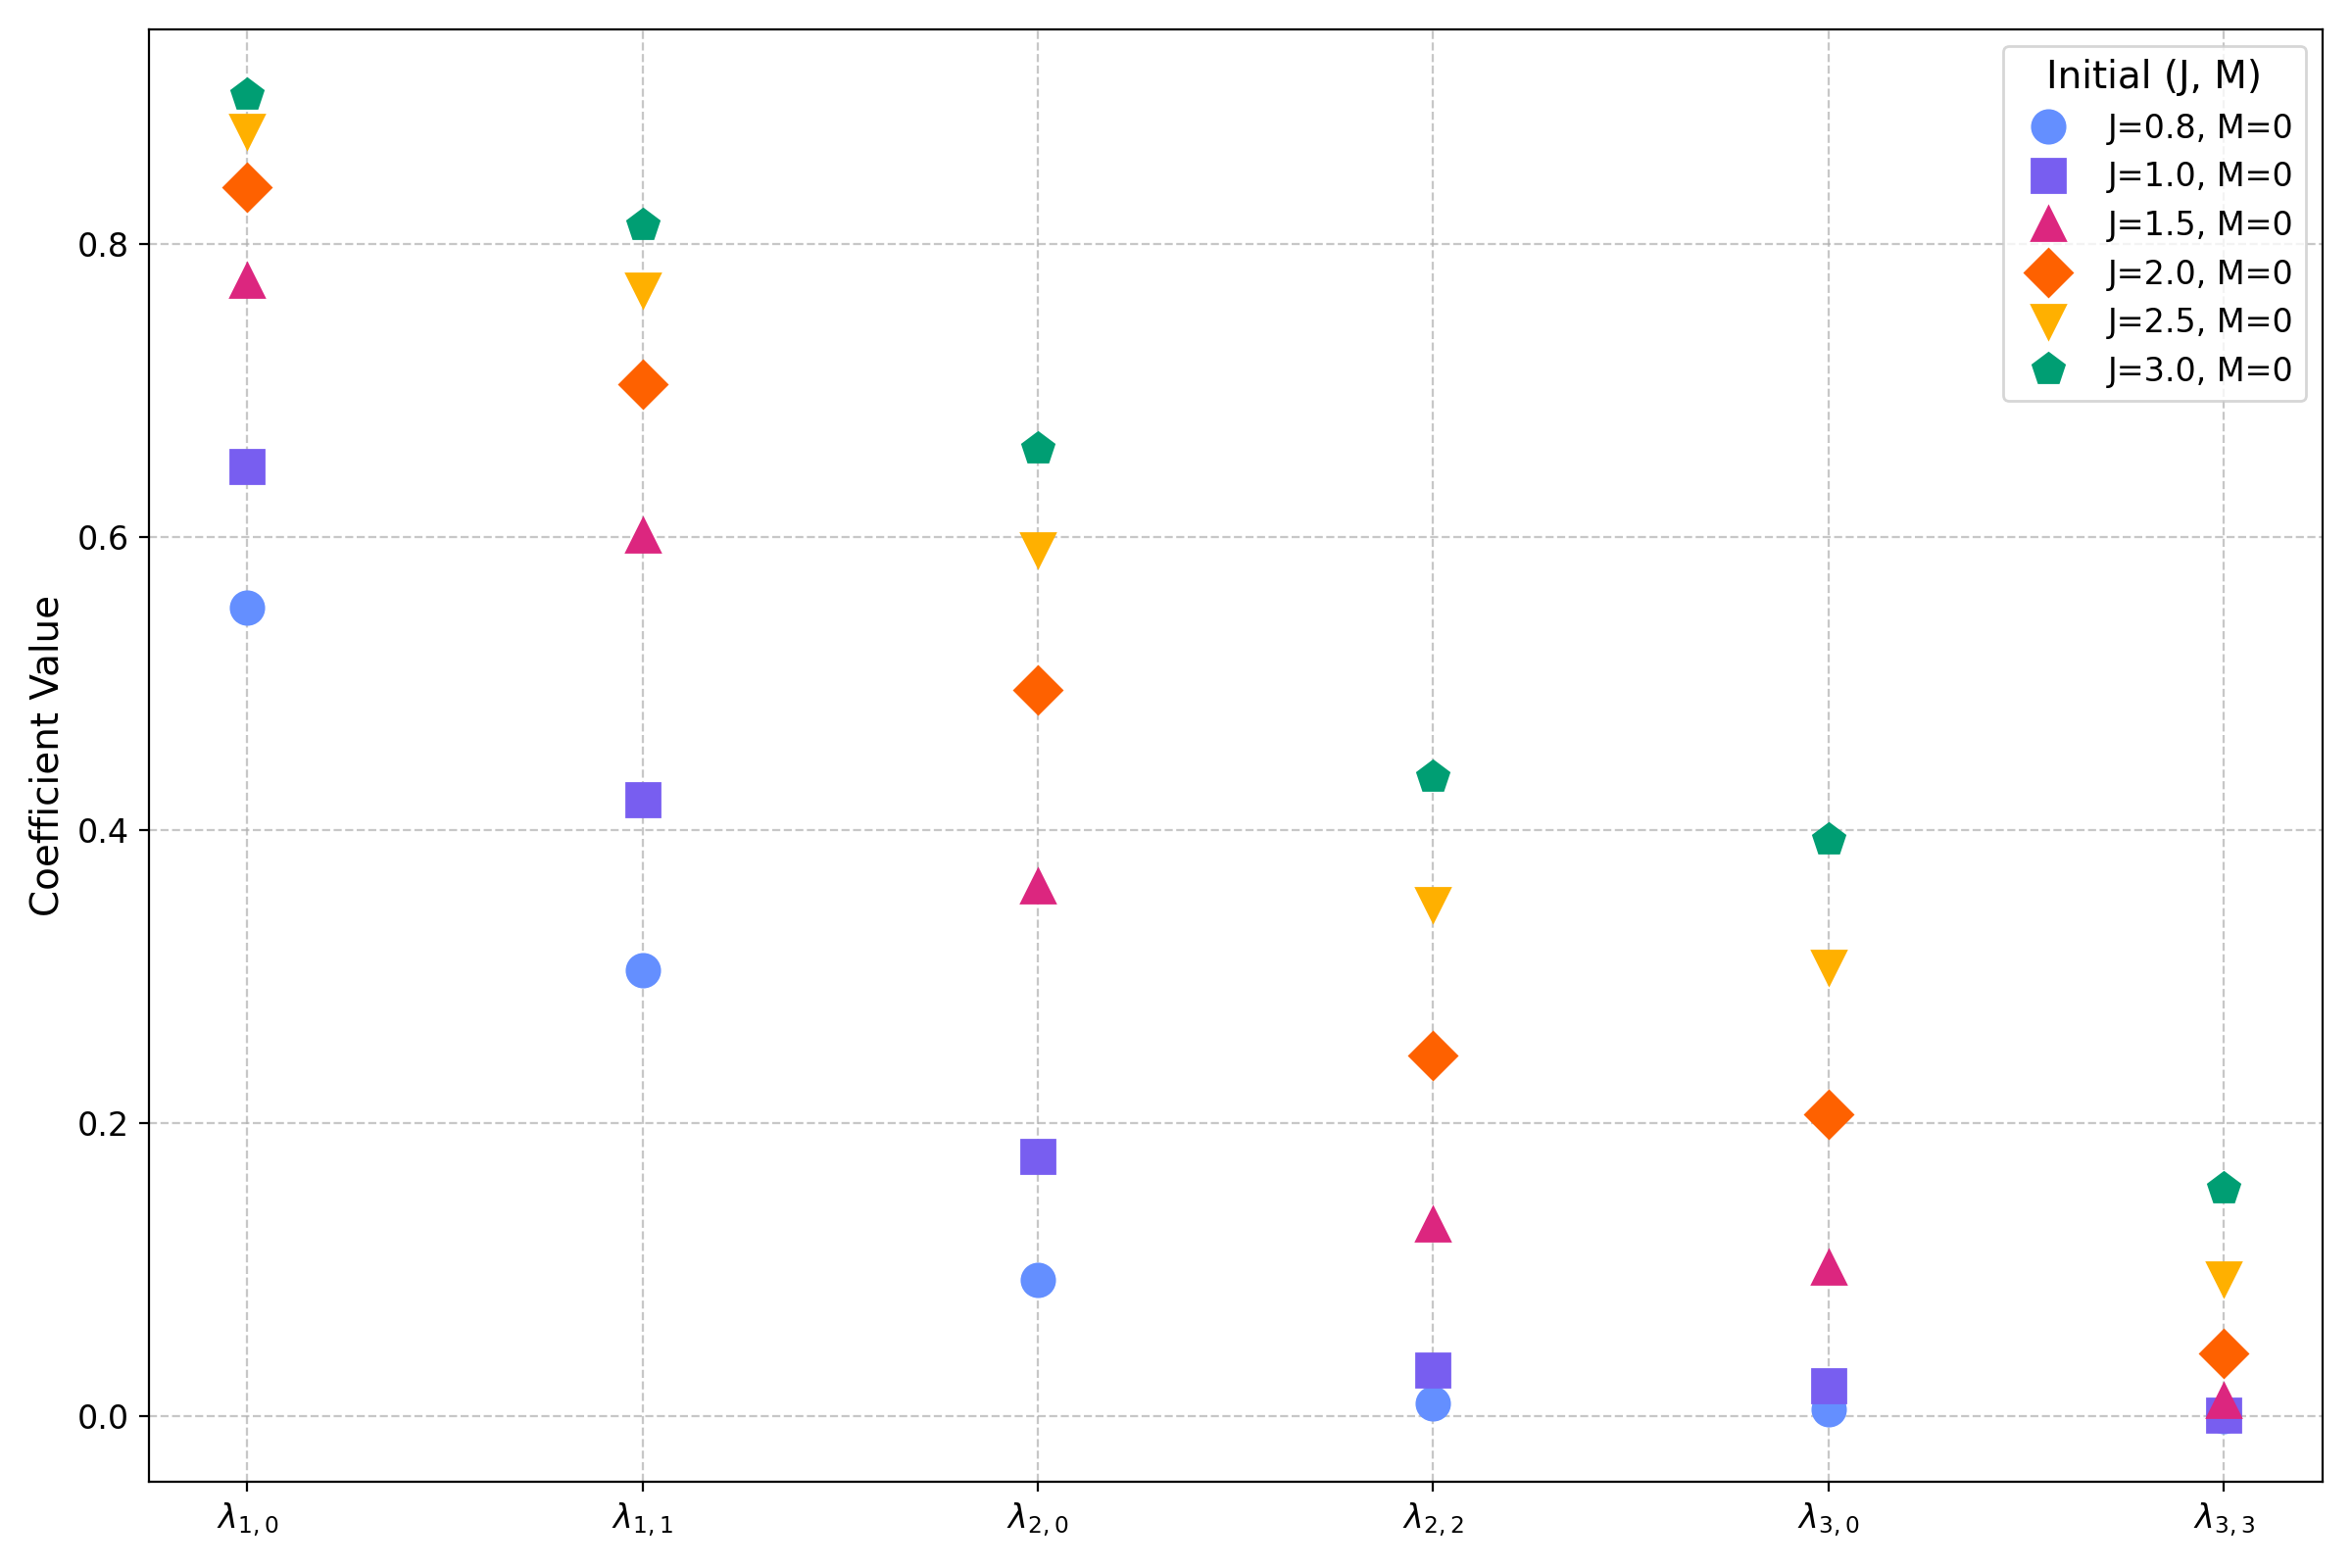 Initial (J, M)
J=0.8, M=0
J=1.0, M=0
J=1.5, M=0
J=2.0, M=0
J=2.5, M=0
J=3.0, M=0
Coefficient Value
0.8
0.6
0.4
0.2
0.0
λ1, 0 λ1, 1 λ2, 0 λ2, 2 λ3, 0 λ3, 3